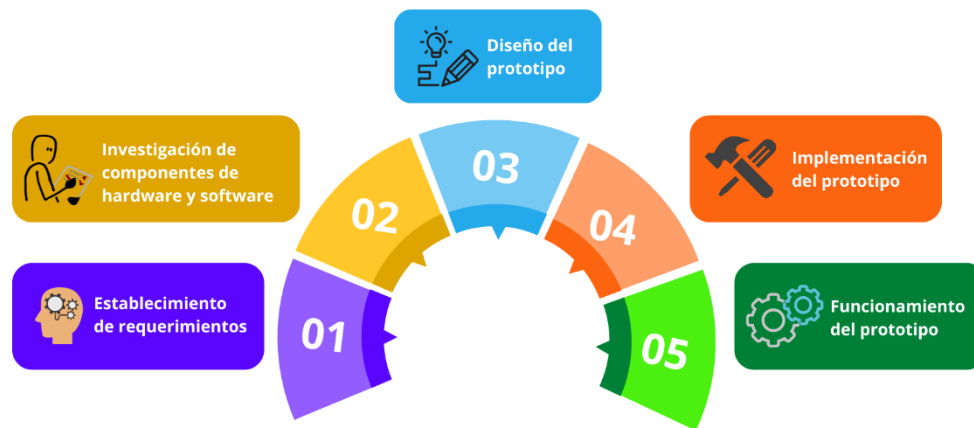 01
Establecimiento
de requerimientos
02
Investigación de
componentes de
hardware y software
03
Diseño del
prototipo
04
Implementación
del prototipo
05
Funcionamiento
del prototipo